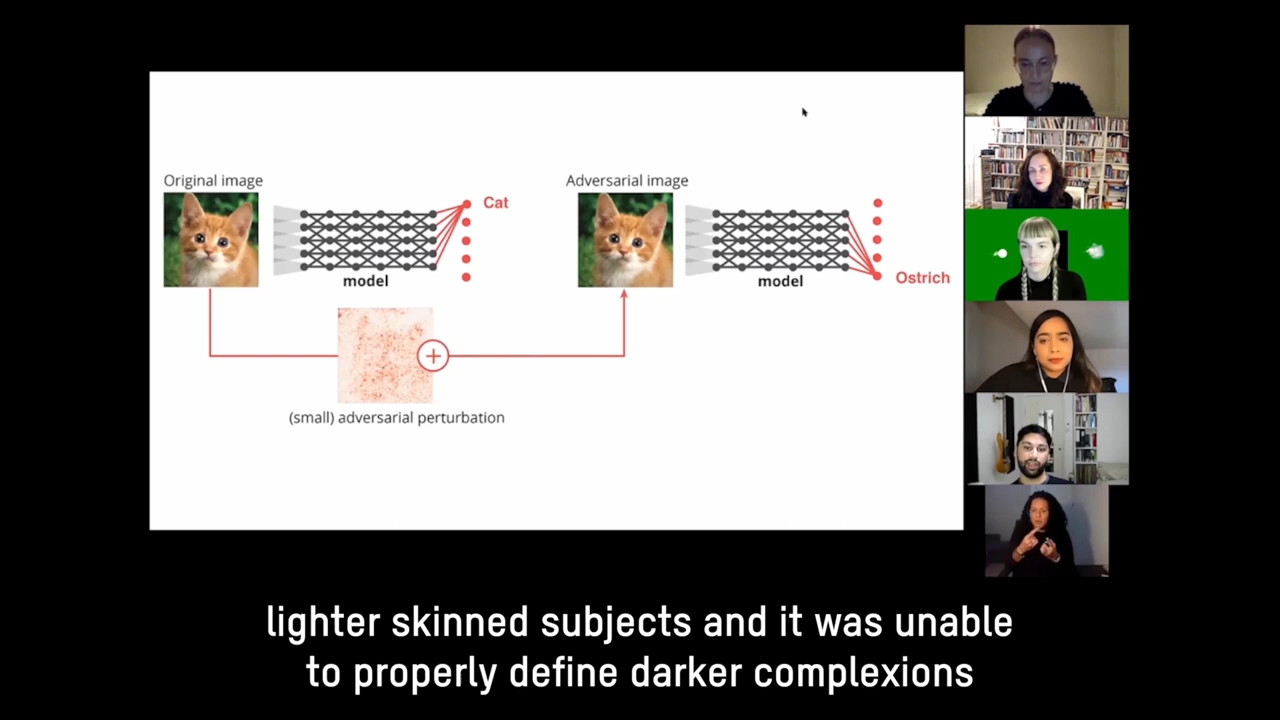 Original image
Adversarial image
Cat
model
model
Ostrich
(small) adversarial perturbation
lighter skinned subjects and it was unable
to properly define darker complexions